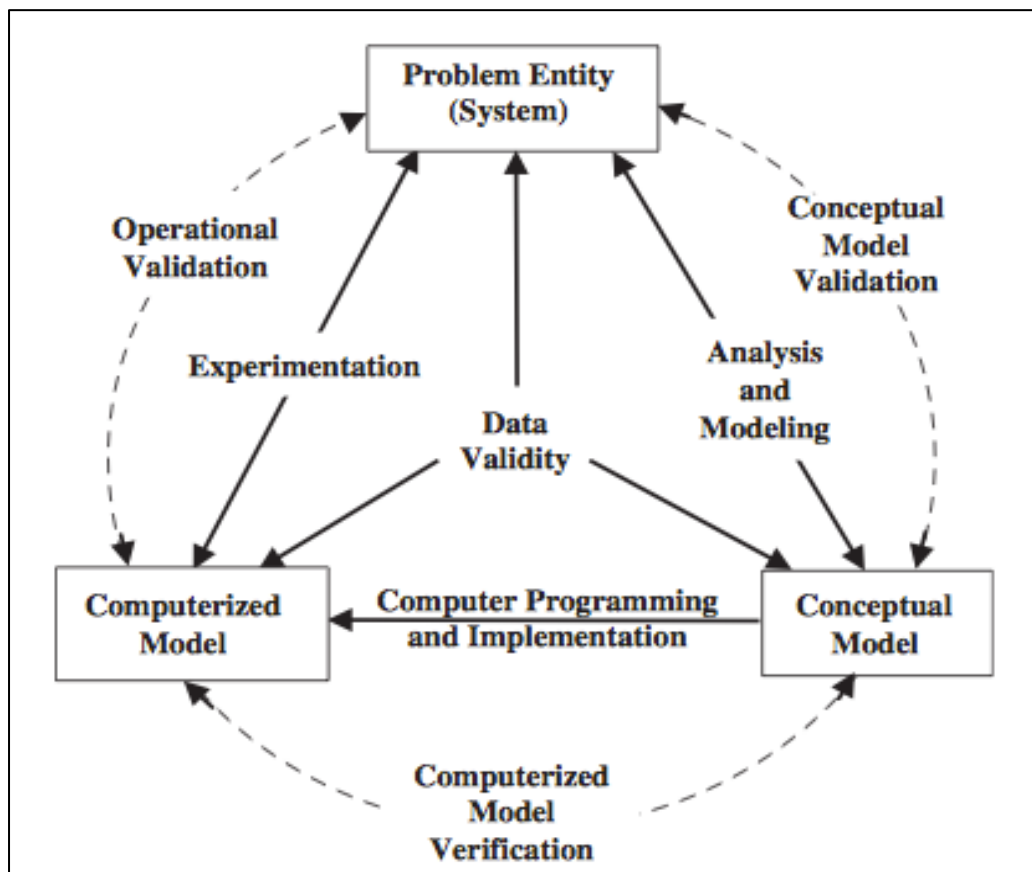 Problem Entity
(System)
Operational
Validation
Conceptual
Model
Validation
Experimentation
Analysis
and
Modeling
Data
Validity
Computerized
Model
Computer Programming
and Implementation
Conceptual
Model
Computerized
Model
Verification